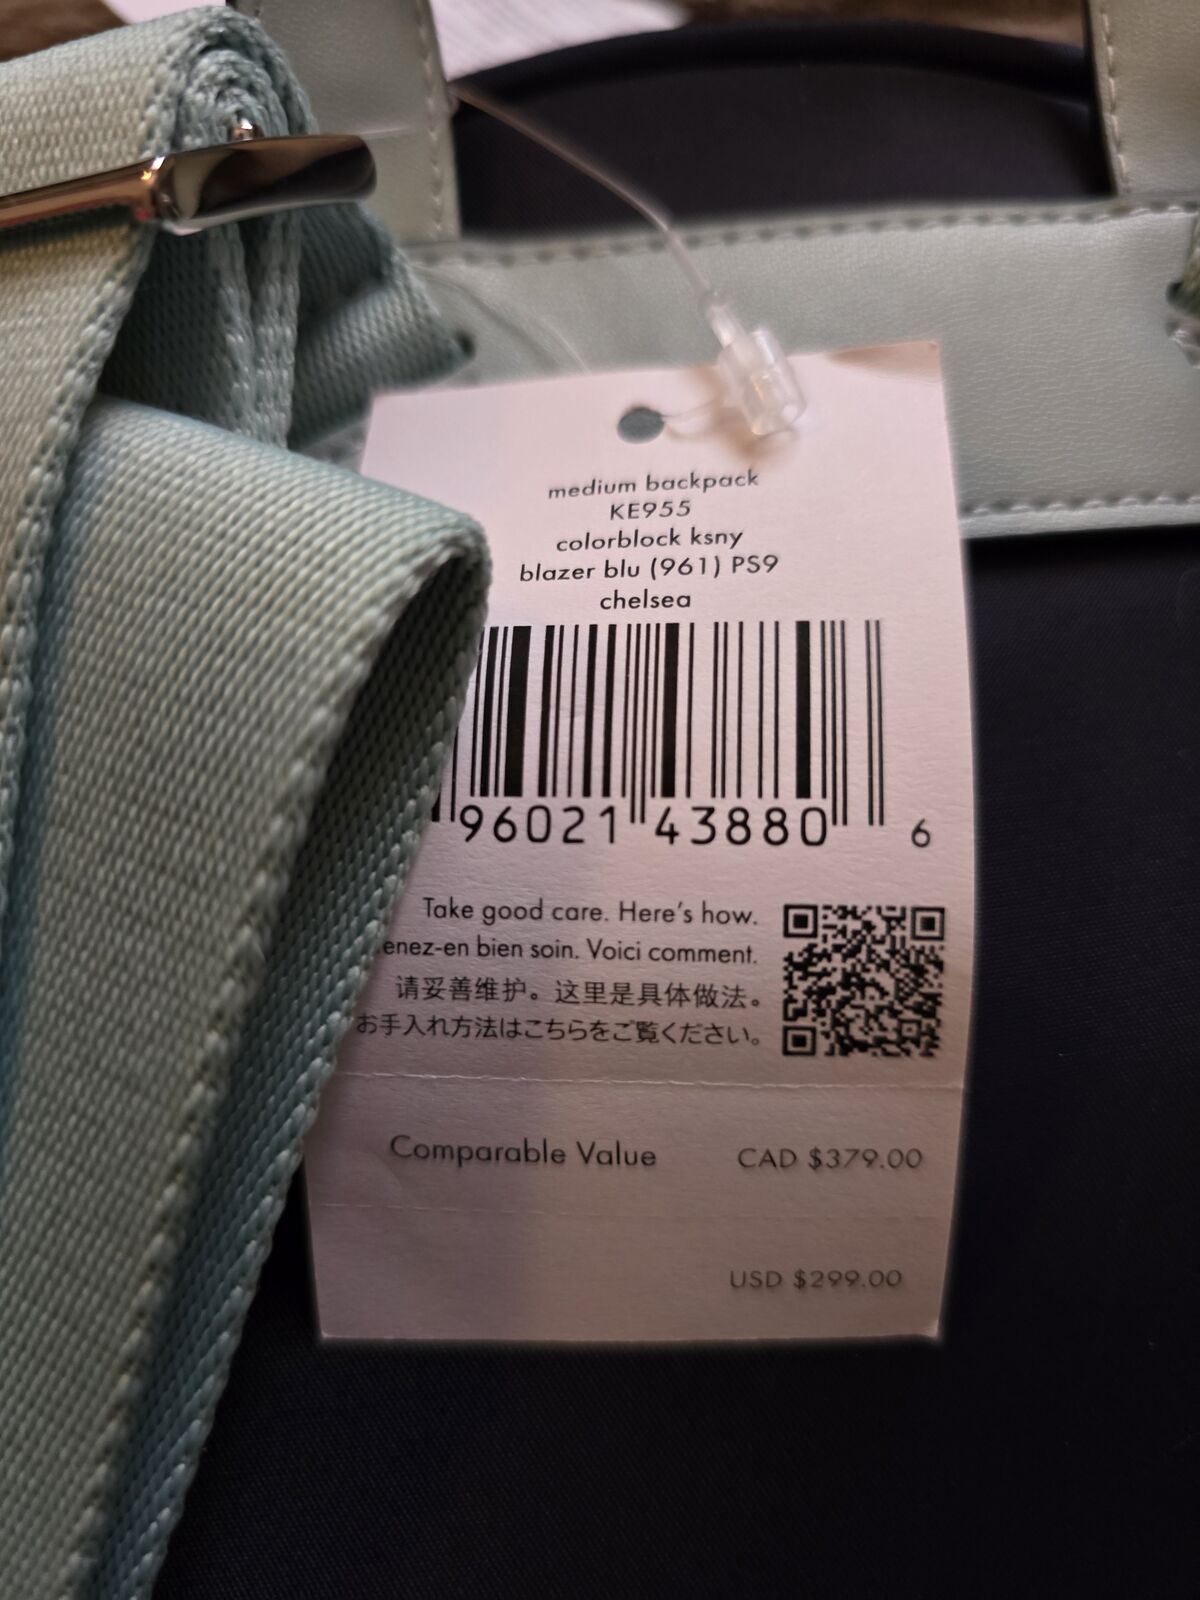 medium backpack
KE955
colorblock ksny
blazer blu (961) PS9
chelsea
96021 43880 6
Take good care. Here's how.
enez-en bien soin. Voici comment.
请妥善维护。这里是具体做法。
お手入れ方法はこちらをご覧ください。
Comparable Value CAD $379.00
USD $299.00